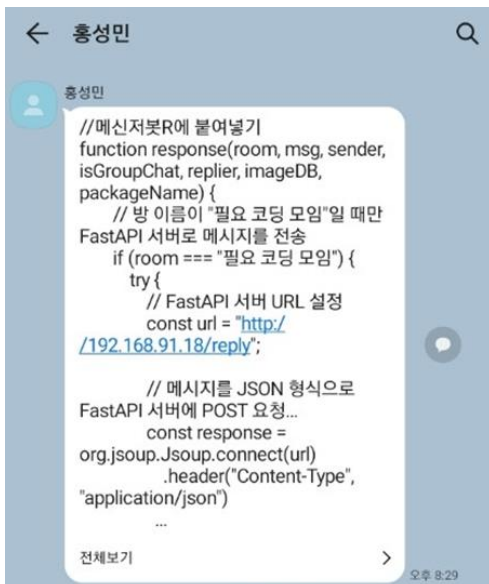 홍성민
홍성민
//메신저봇R에 붙여넣기
function response(room, msg, sender,
isGroupChat, replier, imageDB,
packageName) {
// 방 이름이 "필요 코딩 모임"일 때만
FastAPI 서버로 메시지를 전송
if (room === "필요 코딩 모임") {
try {
// FastAPI 서버 URL 설정
const url = "http:/
/192.168.91.18/reply";
// 메시지를 JSON 형식으로
FastAPI 서버에 POST 요청...
const response =
org.jsoup.Jsoup.connect(url)
.header("Content-Type",
"application/json")
...
전체보기
오후 8:29